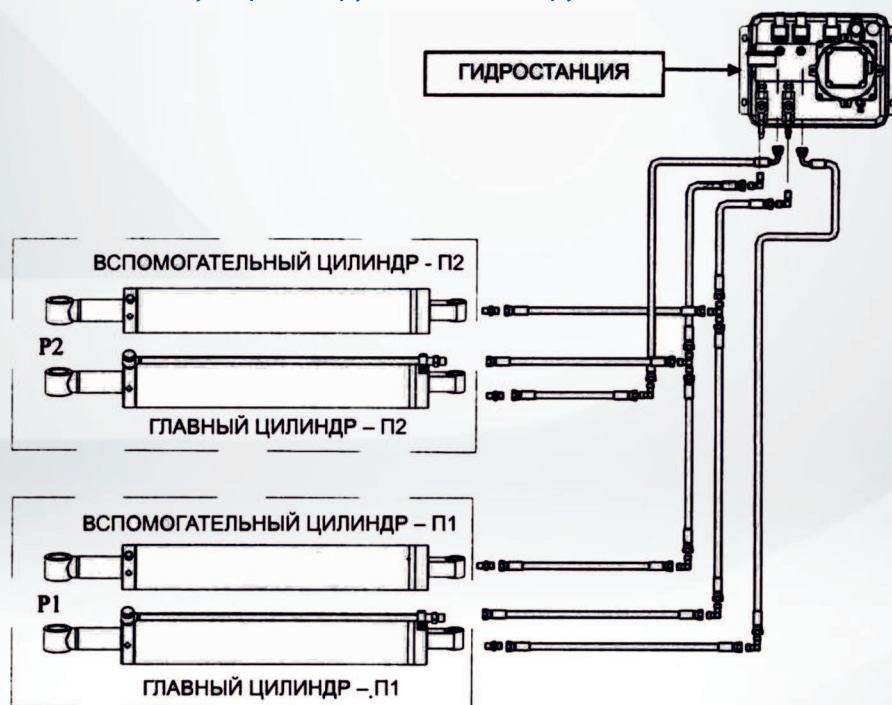 ГИДРОСТАНЦИЯ
ВСПОМОГАТЕЛЬНЫЙ ЦИЛИНДР - П2
P2
ГЛАВНЫЙ ЦИЛИНДР – П2
ВСПОМОГАТЕЛЬНЫЙ ЦИЛИНДР – П1
P1
ГЛАВНЫЙ ЦИЛИНДР – П1